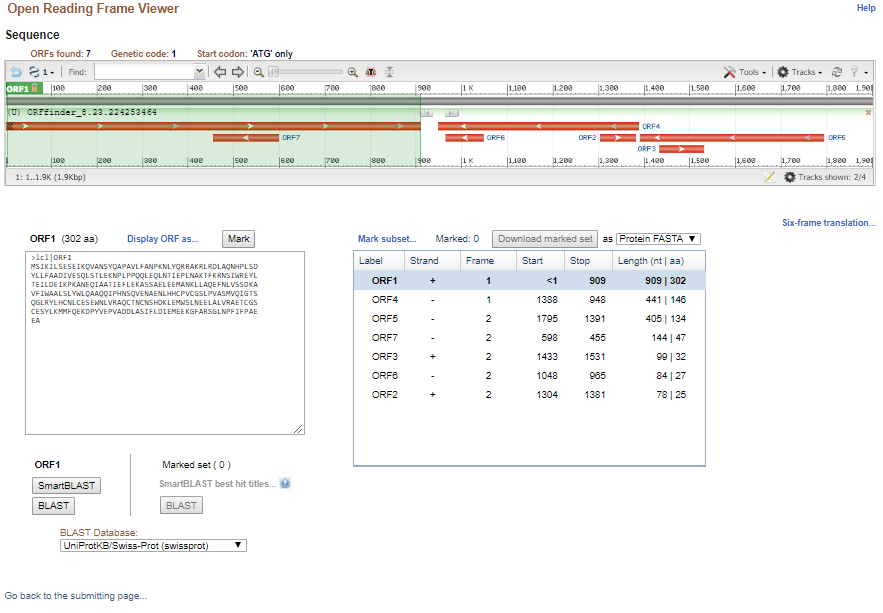 Open Reading Frame Viewer
Help
Sequence
ORFs found: 7 Genetic code: 1 Start codon: 'ATG' only
1 Find: Tools Tracks ?
ORF1 100 200 300 400 500 600 700 800 900 1 K 1,100 1,200 1,300 1,400 1,500 1,600 1,700 1,800 1,901
(U) ORFfinder_8.23.224253464
ORF4
ORF7 ORF6 ORF2 ORF5
ORF3
1 100 200 300 400 500 600 700 800 900 1 K 1,100 1,200 1,300 1,400 1,500 1,600 1,700 1,800 1,901
1: 1..1.9K (1.9Kbp) Tracks shown: 2/4
Six-frame translation...
ORF1 (302 aa) Display ORF as... Mark
Mark subset... Marked: 0 Download marked set as Protein FASTA
>lcl|ORF1
MSIKILSESEIKQVANSYQAPAVLFANPKNLYQRRAKRLRDLAQNHPLSD
YLLFAADIVESQLSTLEKNPLPPQQLEQLNTIEPLNAKTFKRNSIWREYL
TEILDEIKPKANEQIAATIEFLEKASSAELEEMANKLLAQEFNLVSSDKA
VFIWAALSLYWLQAAQQIPHNSQVENAENLHHCPVCGSLPVASMVQIGTS
QGLRYLHCNLCESEWNLVRAQCTNCNSHDKLEMWSLNEELALVRAETCGS
CESYLKMMFQEKDPYVEPVADDLASIFLDIEMEEKGFARSGLNPFIFPAE
EA
Label Strand Frame Start Stop Length (nt | aa)
ORF1 + 1 <1 909 909 | 302
ORF4 - 1 1388 948 441 | 146
ORF5 - 2 1795 1391 405 | 134
ORF7 - 2 598 455 144 | 47
ORF3 + 2 1433 1531 99 | 32
ORF6 - 2 1048 965 84 | 27
ORF2 + 2 1304 1381 78 | 25
ORF1 Marked set ( 0 )
SmartBLAST SmartBLAST best hit titles... ?
BLAST BLAST
BLAST Database:
UniProtKB/Swiss-Prot (swissprot)
Go back to the submitting page...